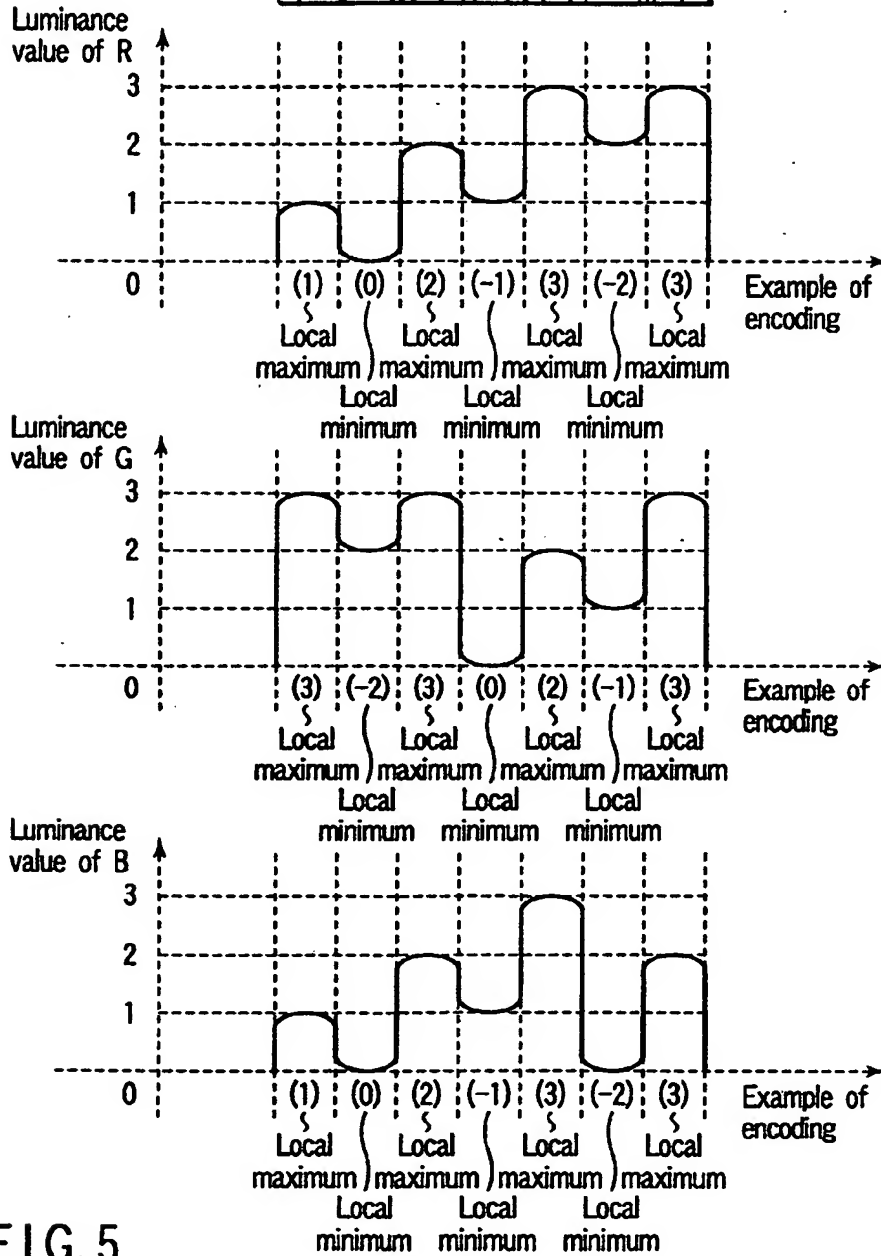 Luminance
value of R
3
2
1
0
(1) (0) (2) (-1) (3) (-2) (3)
Example of
encoding
Local Local Local Local
maximum maximum maximum maximum
Local Local Local
minimum minimum minimum
Luminance
value of G
3
2
1
0
(3) (-2) (3) (0) (2) (-1) (3)
Example of
encoding
Local Local Local Local
maximum maximum maximum maximum
Local Local Local
minimum minimum minimum
Luminance
value of B
3
2
1
0
(1) (0) (2) (-1) (3) (-2) (3)
Example of
encoding
Local Local Local Local
maximum maximum maximum maximum
Local Local Local
minimum minimum minimum
FIG. 5